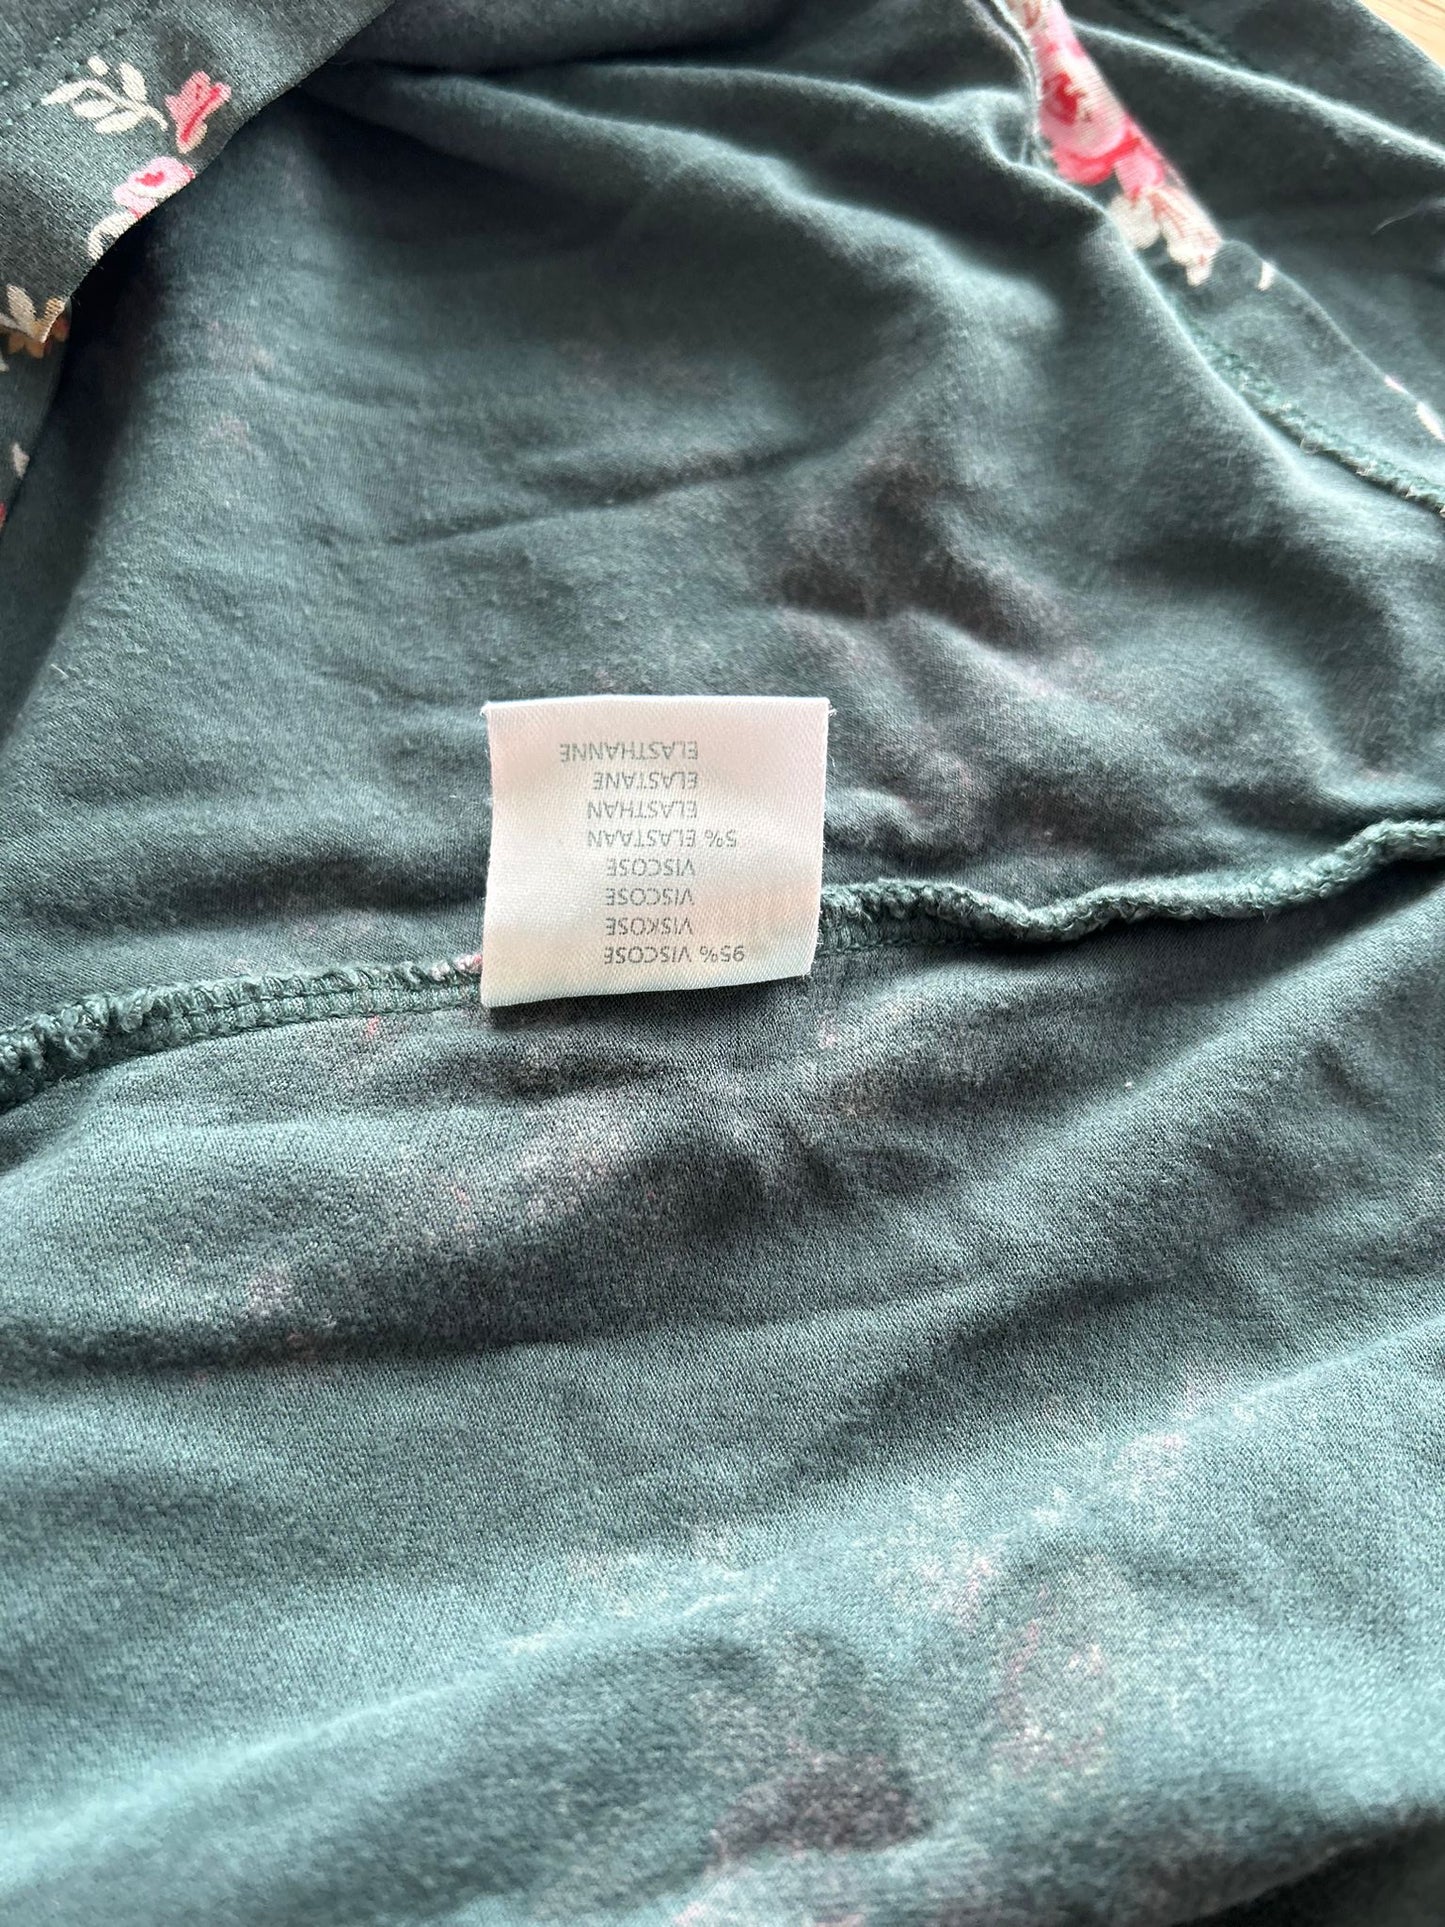 95% VISCOSE
VISKOSE
VISCOSE
VISCOSE
5% ELASTAAN
ELASTHAN
ELASTANE
ELASTHANNE